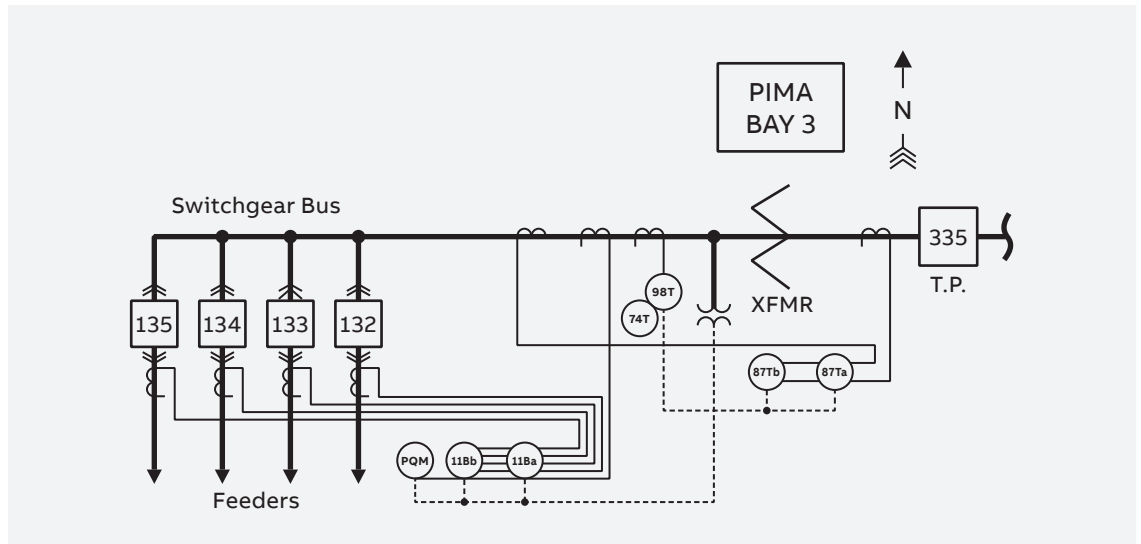 PIMA
BAY 3
N
Switchgear Bus
335
T.P.
98T
74T
XFMR
135
134
133
132
87Tb
87Ta
PQM
11Bb
11Ba
Feeders